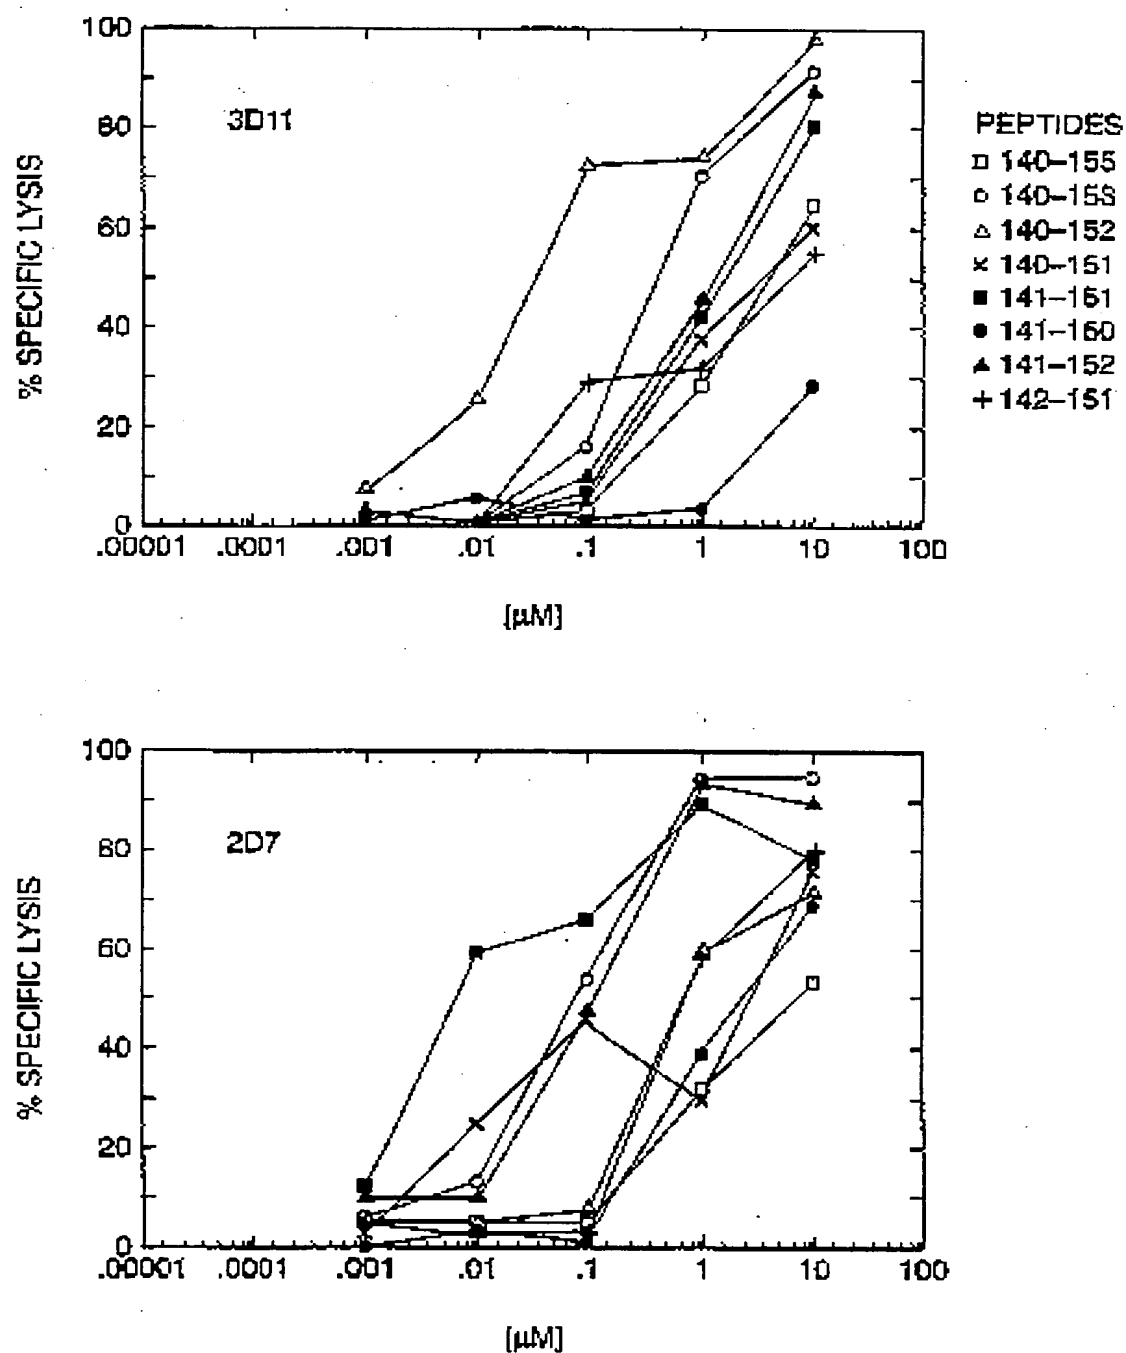 100
80
60
40
20
0
% SPECIFIC LYSIS
3D11
.00001 .0001 .001 .01 .1 1 10 100
[µM]
PEPTIDES
140–155
140–153
140–152
140–151
141–151
141–150
141–152
142–151
100
80
60
40
20
0
% SPECIFIC LYSIS
2D7
.00001 .0001 .001 .01 .1 1 10 100
[µM]